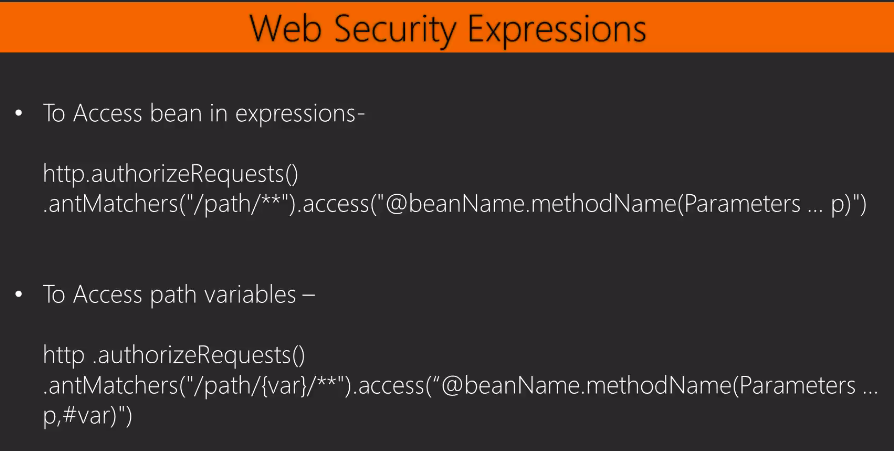 Web Security Expressions
• To Access bean in expressions-
http.authorizeRequests()
.antMatchers("/path/**").access("@beanName.methodName(Parameters ... p)")
• To Access path variables –
http .authorizeRequests()
.antMatchers("/path/{var}/**").access(“@beanName.methodName(Parameters ...
p,#var)")